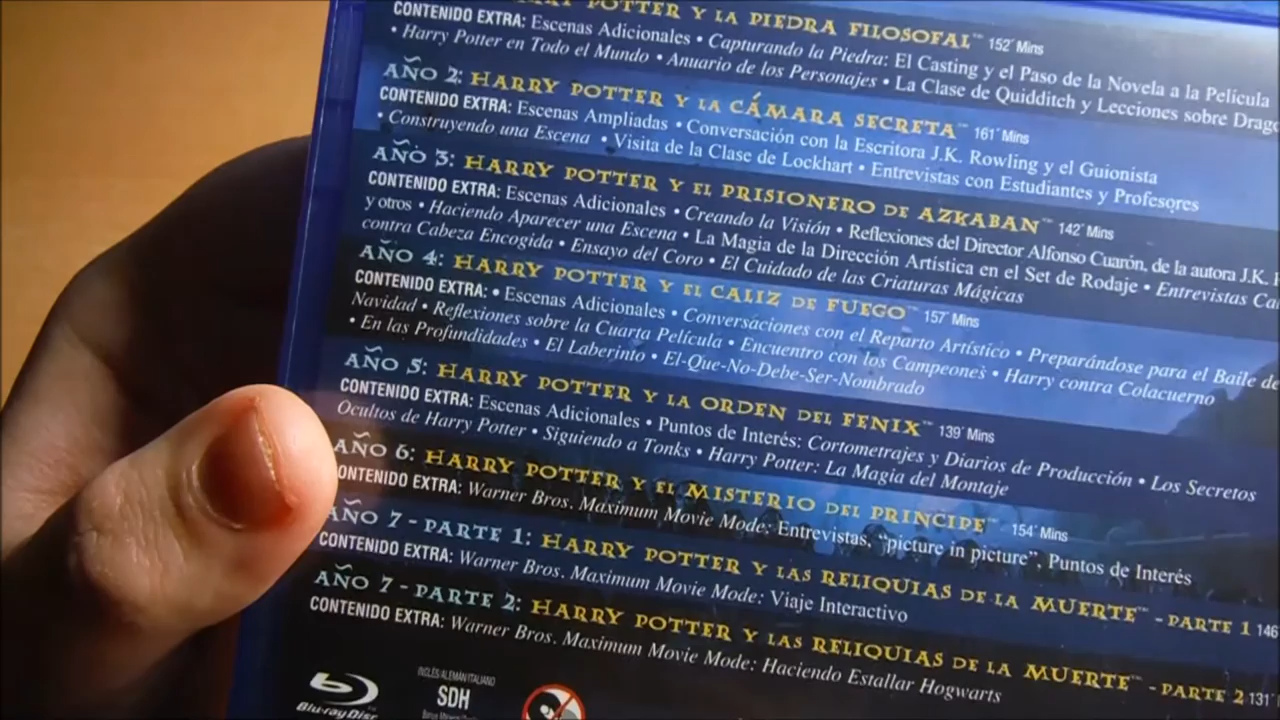 POTTER Y LA PIEDRA FILOSOFAL™ 152' Mins
CONTENIDO EXTRA: Escenas Adicionales • Capturando la Piedra: El Casting y el Paso de la Novela a la Película
• Harry Potter en Todo el Mundo • Anuario de los Personajes • La Clase de Quidditch y Lecciones sobre
AÑO 2: HARRY POTTER Y LA CÁMARA SECRETA™ 161' Mins
CONTENIDO EXTRA: Escenas Ampliadas • Conversación con la Escritora J.K. Rowling y el Guionista
• Construyendo una Escena • Visita de la Clase de Lockhart • Entrevistas con Estudiantes y Profesores
AÑO 3: HARRY POTTER Y EL PRISIONERO DE AZKABAN™ 142' Mins
CONTENIDO EXTRA: Escenas Adicionales • Creando la Visión • Reflexiones del Director Alfonso Cuarón, de la autora J.K.
y otros • Haciendo Aparecer una Escena • La Magia de la Dirección Artística en el Set de Rodaje • Entrevistas
contra Cabeza Encogida • Ensayo del Coro • El Cuidado de las Criaturas Mágicas
AÑO 4: HARRY POTTER Y EL CALIZ DE FUEGO™ 157' Mins
CONTENIDO EXTRA: • Escenas Adicionales • Conversaciones con el Reparto Artístico • Preparándose para el Baile de
Navidad • Reflexiones sobre la Cuarta Película • Encuentro con los Campeones • Harry contra Colacuerno
• En las Profundidades • El Laberinto • El-Que-No-Debe-Ser-Nombrado
AÑO 5: HARRY POTTER Y LA ORDEN DEL FENIX™ 139' Mins
CONTENIDO EXTRA: Escenas Adicionales • Puntos de Interés: Cortometrajes y Diarios de Producción • Los Secretos
Ocultos de Harry Potter • Siguiendo a Tonks • Harry Potter: La Magia del Montaje
AÑO 6: HARRY POTTER Y EL MISTERIO DEL PRINCIPE™ 154' Mins
CONTENIDO EXTRA: Warner Bros. Maximum Movie Mode: Entrevistas, “picture in picture”, Puntos de Interés
AÑO 7 - PARTE 1: HARRY POTTER Y LAS RELIQUIAS DE LA MUERTE™ - PARTE 1 146'
CONTENIDO EXTRA: Warner Bros. Maximum Movie Mode: Viaje Interactivo
AÑO 7 - PARTE 2: HARRY POTTER Y LAS RELIQUIAS DE LA MUERTE™ - PARTE 2 131'
CONTENIDO EXTRA: Warner Bros. Maximum Movie Mode: Haciendo Estallar Hogwarts
Blu-ray Disc
INGLÉS ALEMÁN ITALIANO
SDH